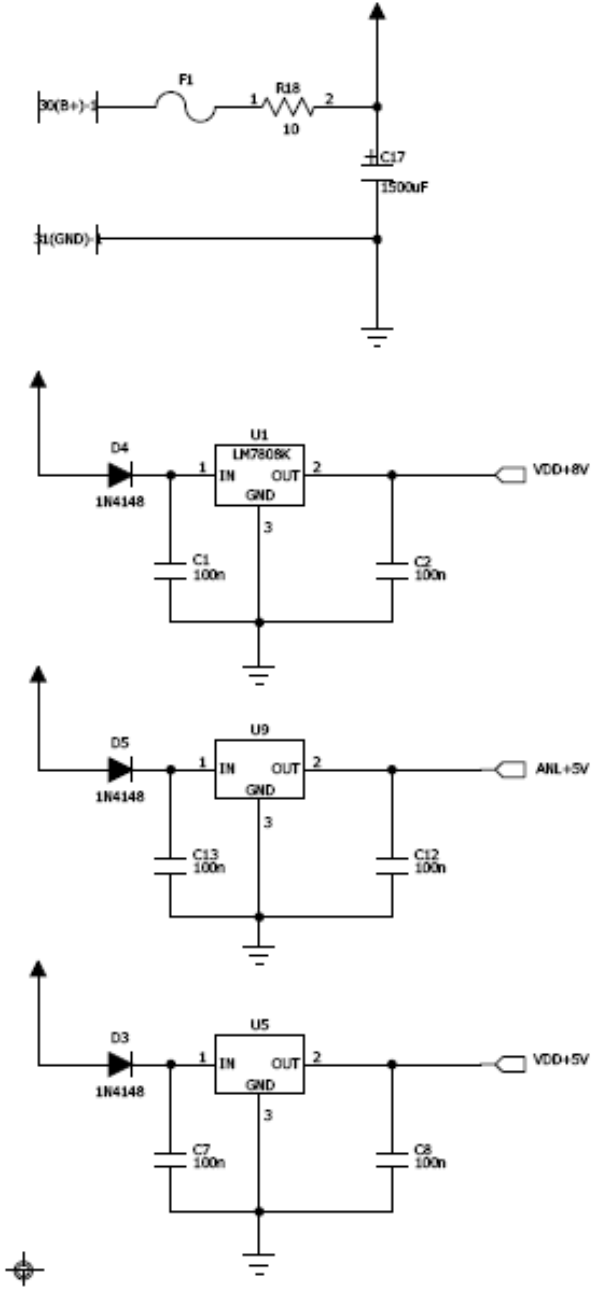 F1
30(B+)-1
1
R18
2
10
C17
1500uF
31(GND)-
D4
1N4148
U1
LM7808K
1
IN
OUT
2
GND
3
VDD+8V
C1
100n
C2
100n
D5
1N4148
U9
1
IN
OUT
2
GND
3
ANL+5V
C13
100n
C12
100n
D3
1N4148
U5
1
IN
OUT
2
GND
3
VDD+5V
C7
100n
C8
100n